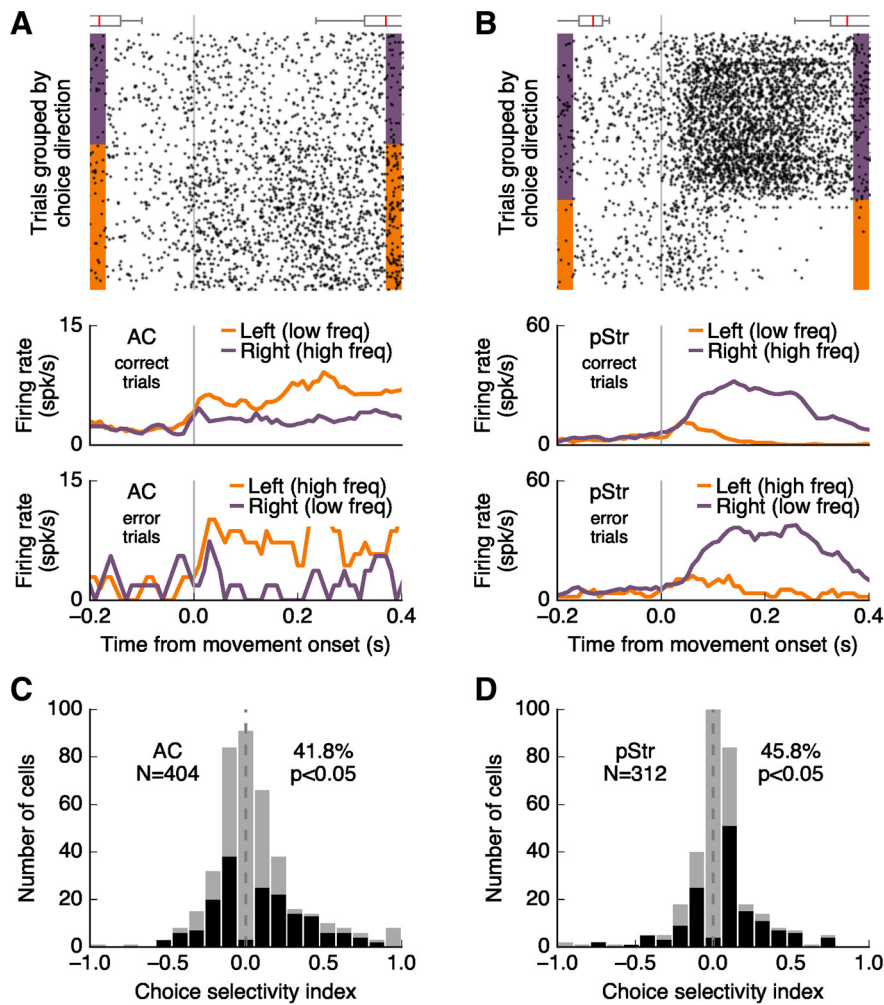 A
Trials grouped by
choice direction
15
AC
correct
trials
Left (low freq)
Right (high freq)
Firing rate
(spk/s)
0
15
AC
error
trials
Left (high freq)
Right (low freq)
Firing rate
(spk/s)
0
−0.2 0.0 0.2 0.4
Time from movement onset (s)
B
Trials grouped by
choice direction
60
pStr
correct
trials
Left (low freq)
Right (high freq)
Firing rate
(spk/s)
0
60
pStr
error
trials
Left (high freq)
Right (low freq)
Firing rate
(spk/s)
0
−0.2 0.0 0.2 0.4
Time from movement onset (s)
C
100
80
60
40
20
0
Number of cells
AC
N=404
41.8%
p<0.05
−1.0 −0.5 0.0 0.5 1.0
Choice selectivity index
D
100
80
60
40
20
0
Number of cells
pStr
N=312
45.8%
p<0.05
−1.0 −0.5 0.0 0.5 1.0
Choice selectivity index